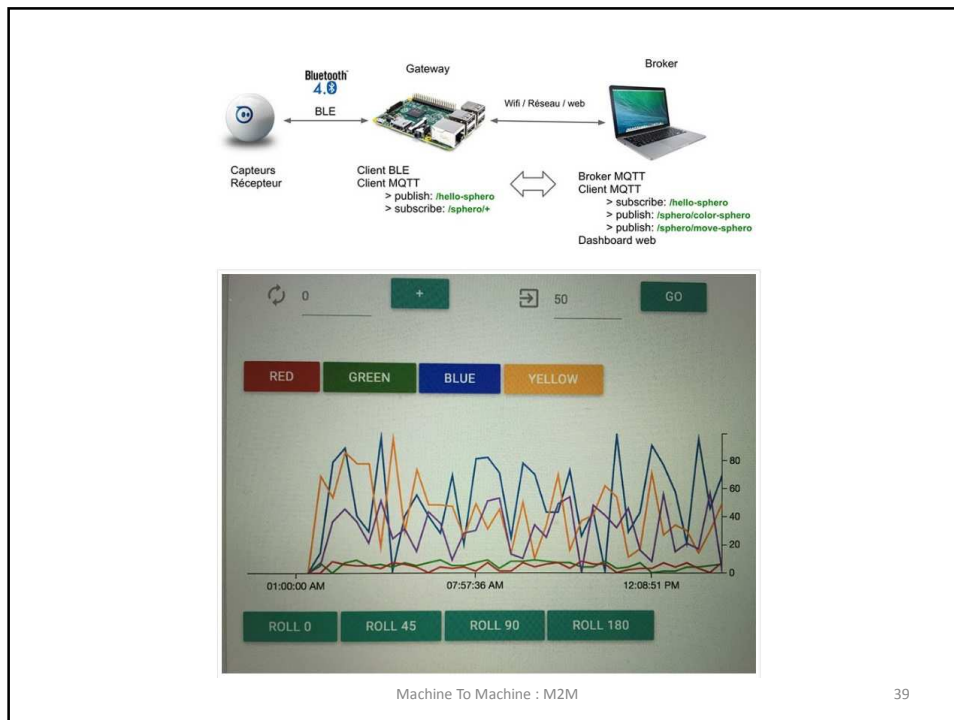 Gateway
Broker
Bluetooth
4.0
BLE
Wifi / Réseau / web
Capteurs
Récepteur
Client BLE
Client MQTT
> publish: /hello-sphero
> subscribe: /sphero/+
Broker MQTT
Client MQTT
> subscribe: /hello-sphero
> publish: /sphero/color-sphero
> publish: /sphero/move-sphero
Dashboard web
0
+
50
GO
RED GREEN BLUE YELLOW
80
60
40
20
0
01:00:00 AM 07:57:36 AM 12:08:51 PM
ROLL 0 ROLL 45 ROLL 90 ROLL 180
Machine To Machine : M2M
39